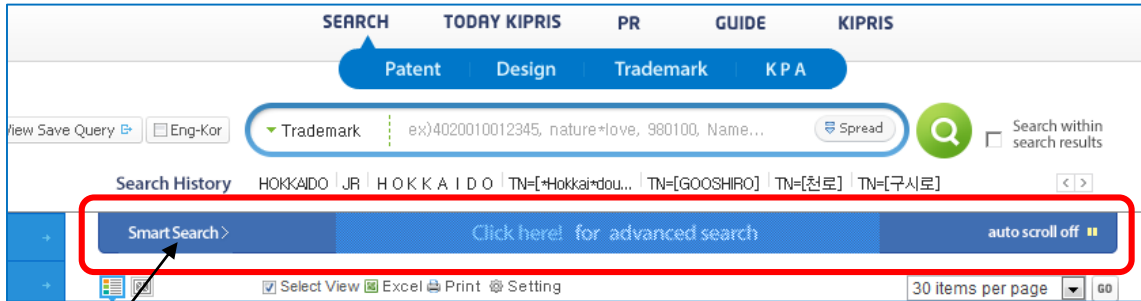 SEARCH TODAY KIPRIS PR GUIDE KIPRIS
Patent Design Trademark KPA
View Save Query Eng-Kor Trademark ex)4020010012345, nature*love, 980100, Name... Spread Search within search results
Search History HOKKAIDO JR H O K K A I D O TN=[*Hokkai*dou... TN=[GOOSHIRO] TN=[천로] TN=[구시로] < >
Smart Search > Click here! for advanced search auto scroll off
Select View Excel Print Setting 30 items per page GO